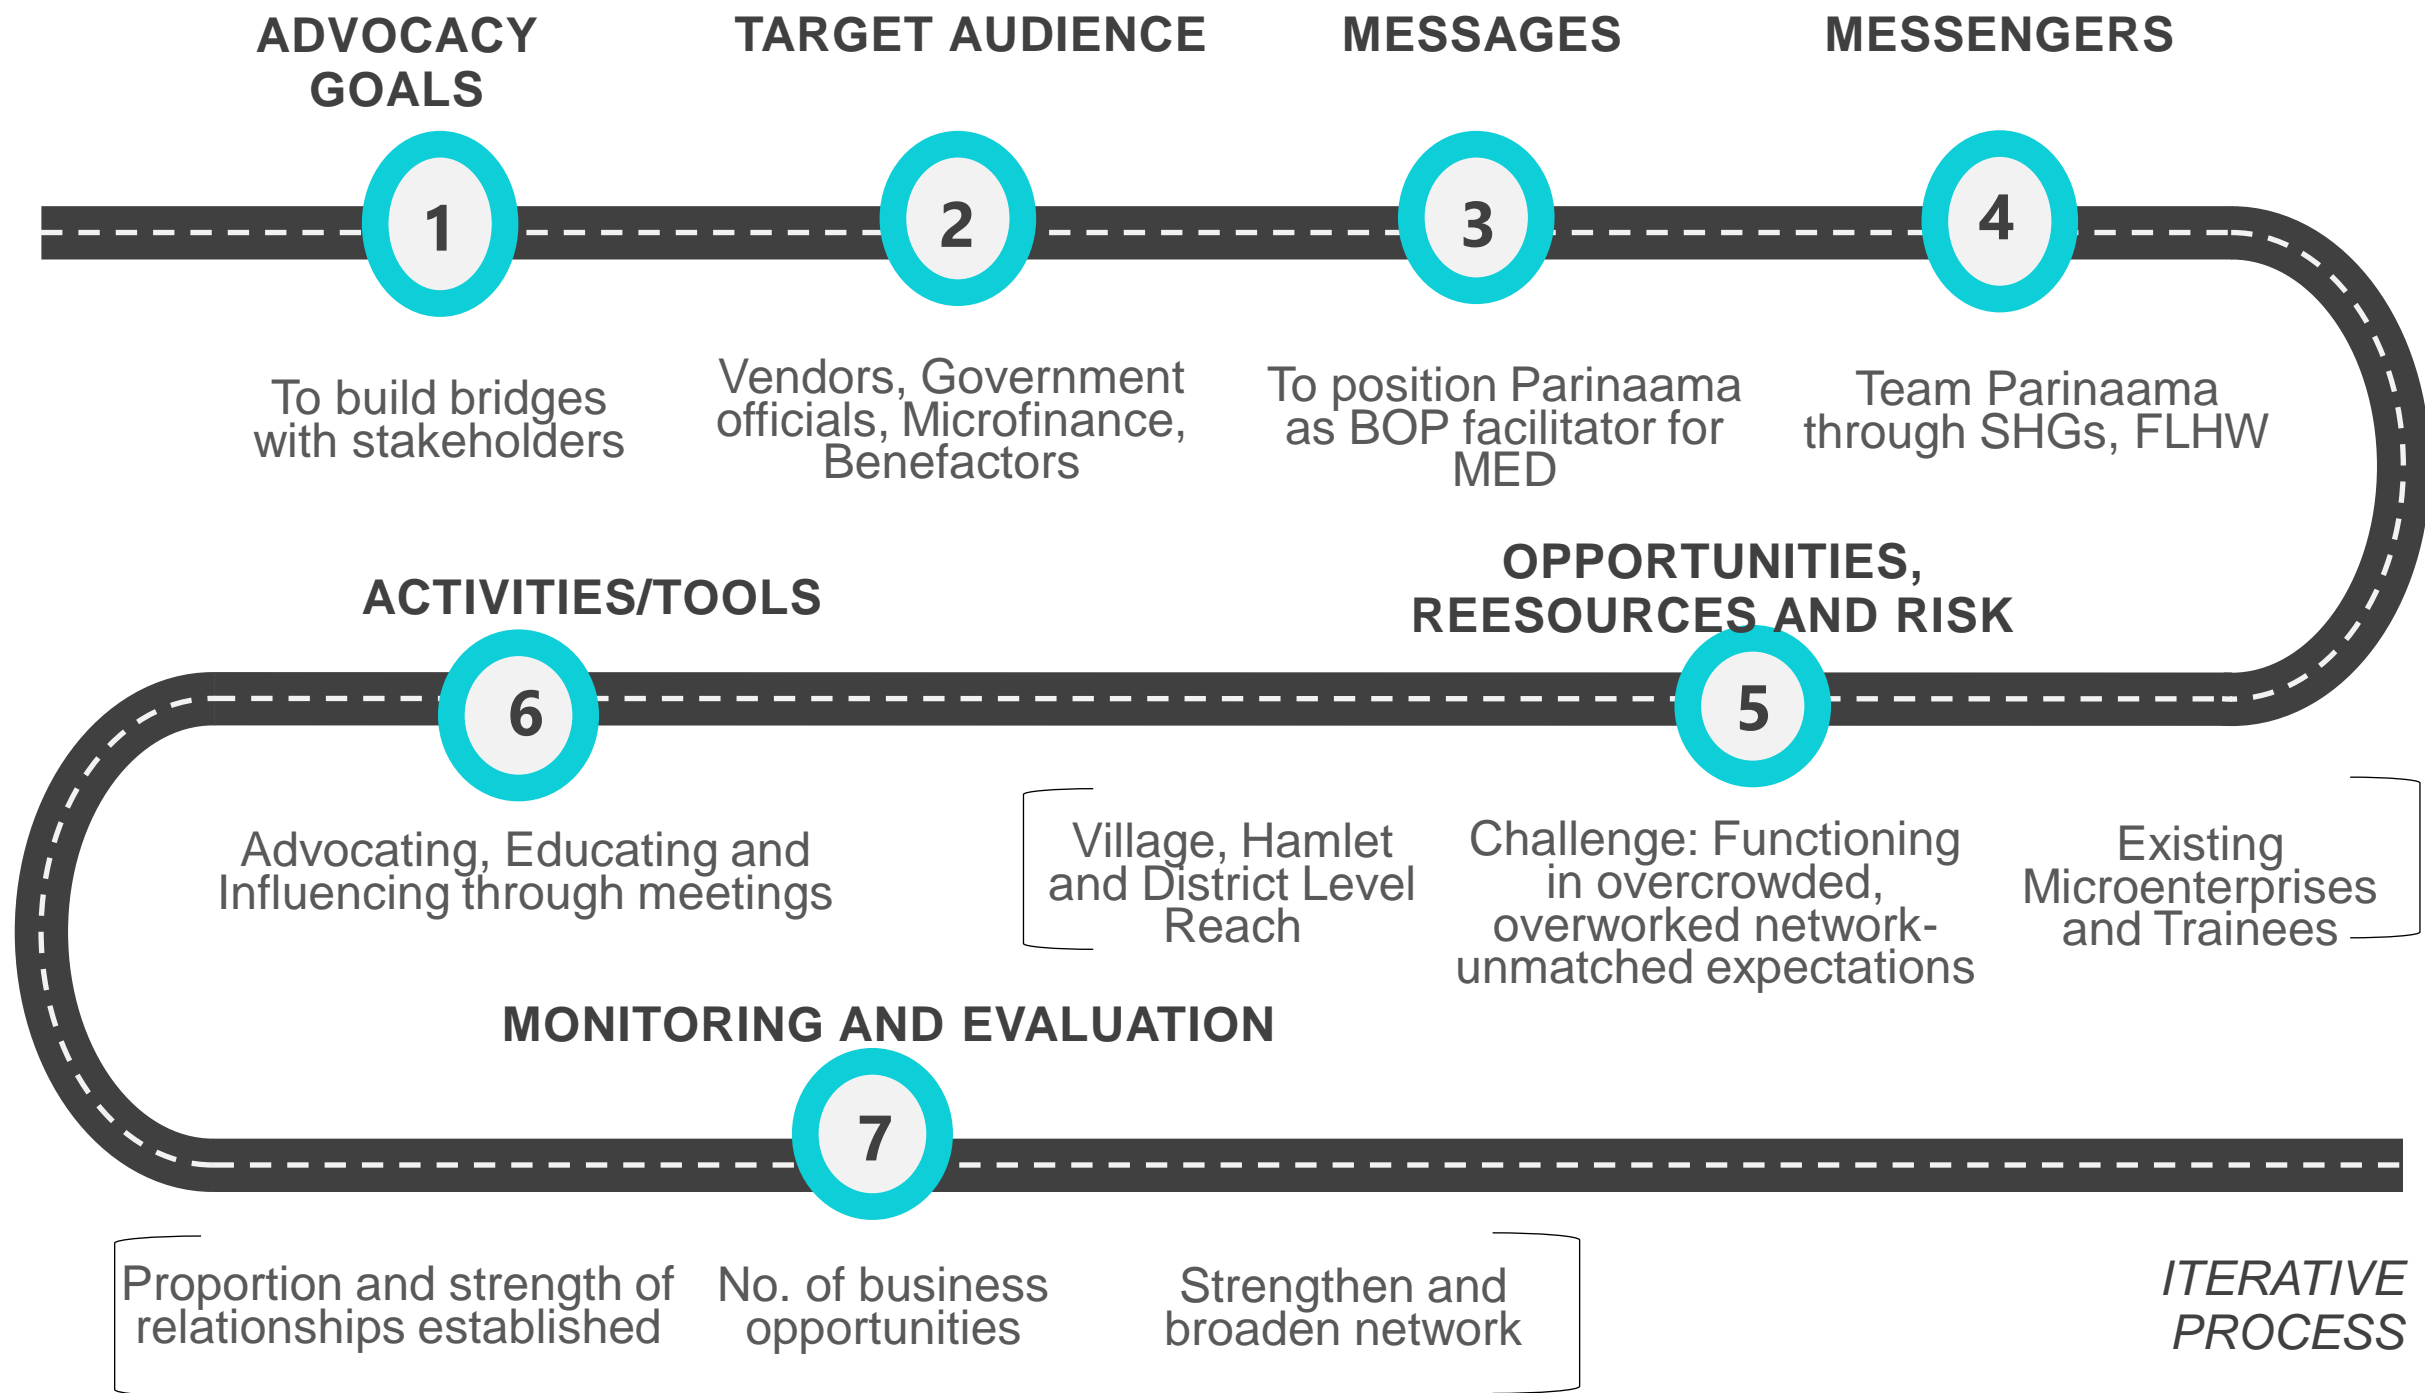 ADVOCACY
GOALS
TARGET AUDIENCE
MESSAGES
MESSENGERS
1
2
3
4
To build bridges
with stakeholders
Vendors, Government
officials, Microfinance,
Benefactors
To position Parinaama
as BOP facilitator for
MED
Team Parinaama
through SHGs, FLHW
OPPORTUNITIES,
REESOURCES AND RISK
5
Village, Hamlet
and District Level
Reach
Challenge: Functioning
in overcrowded,
overworked network-
unmatched expectations
Existing
Microenterprises
and Trainees
ACTIVITIES/TOOLS
6
Advocating, Educating and
Influencing through meetings
MONITORING AND EVALUATION
7
Proportion and strength of
relationships established
No. of business
opportunities
Strengthen and
broaden network
ITERATIVE
PROCESS